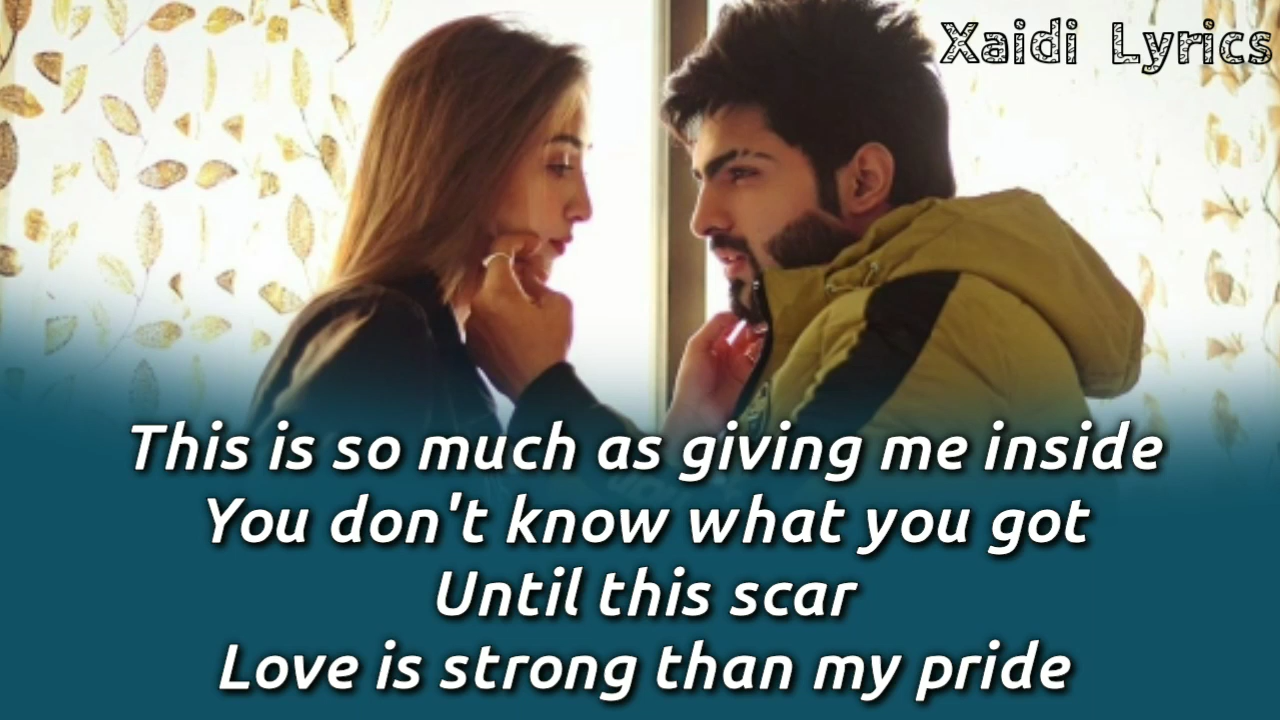 Xaidi Lyrics
This is so much as giving me inside
You don't know what you got
Until this scar
Love is strong than my pride